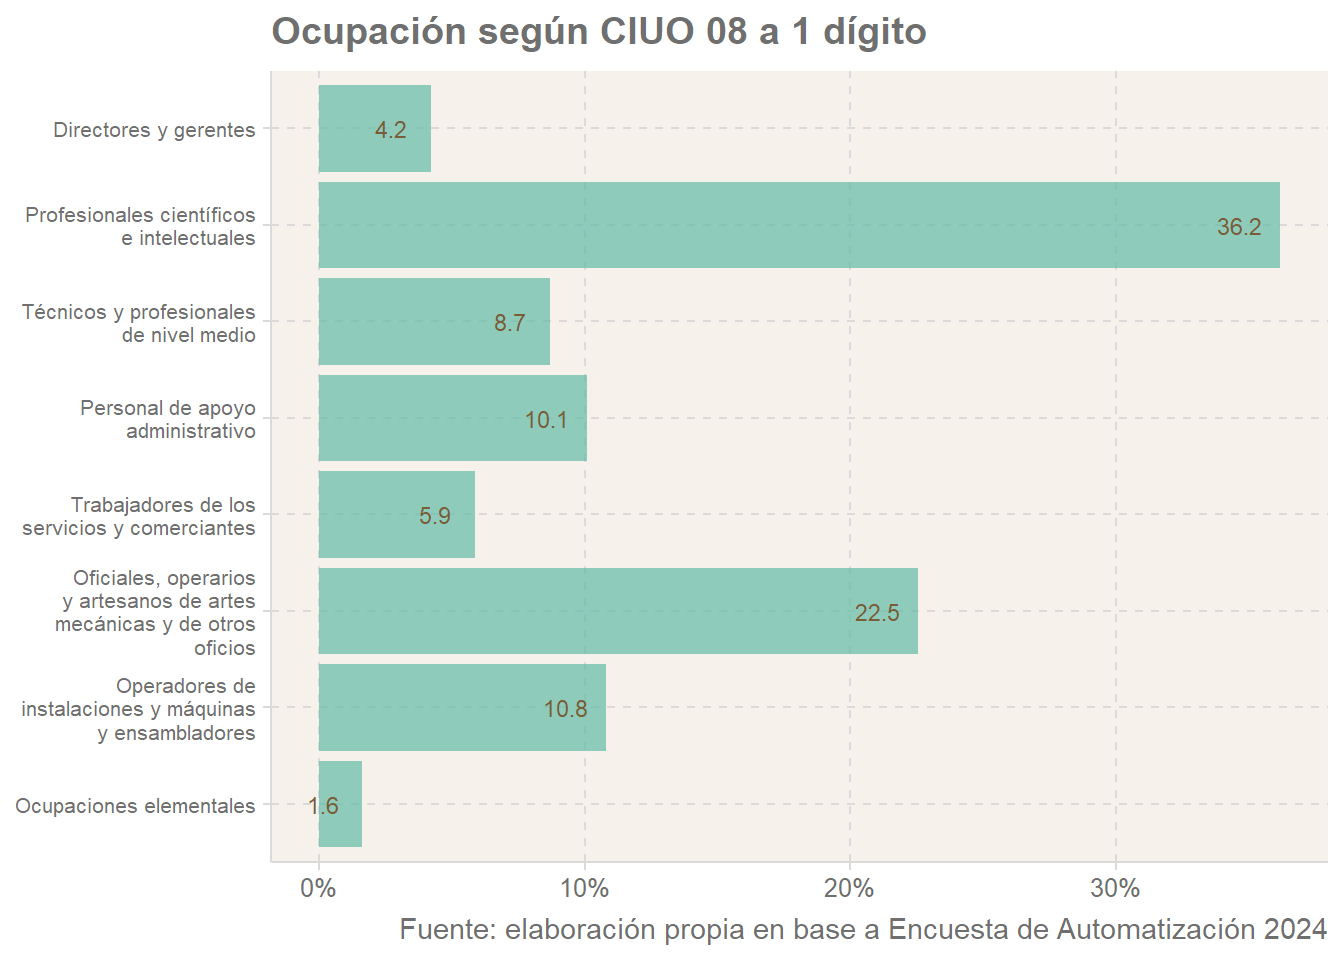 Ocupación según CIUO 08 a 1 dígito
Directores y gerentes
4.2
Profesionales científicos
e intelectuales
36.2
Técnicos y profesionales
de nivel medio
8.7
Personal de apoyo
administrativo
10.1
Trabajadores de los
servicios y comerciantes
5.9
Oficiales, operarios
y artesanos de artes
mecánicas y de otros
oficios
22.5
Operadores de
instalaciones y máquinas
y ensambladores
10.8
Ocupaciones elementales
1.6
0%
10%
20%
30%
Fuente: elaboración propia en base a Encuesta de Automatización 2024